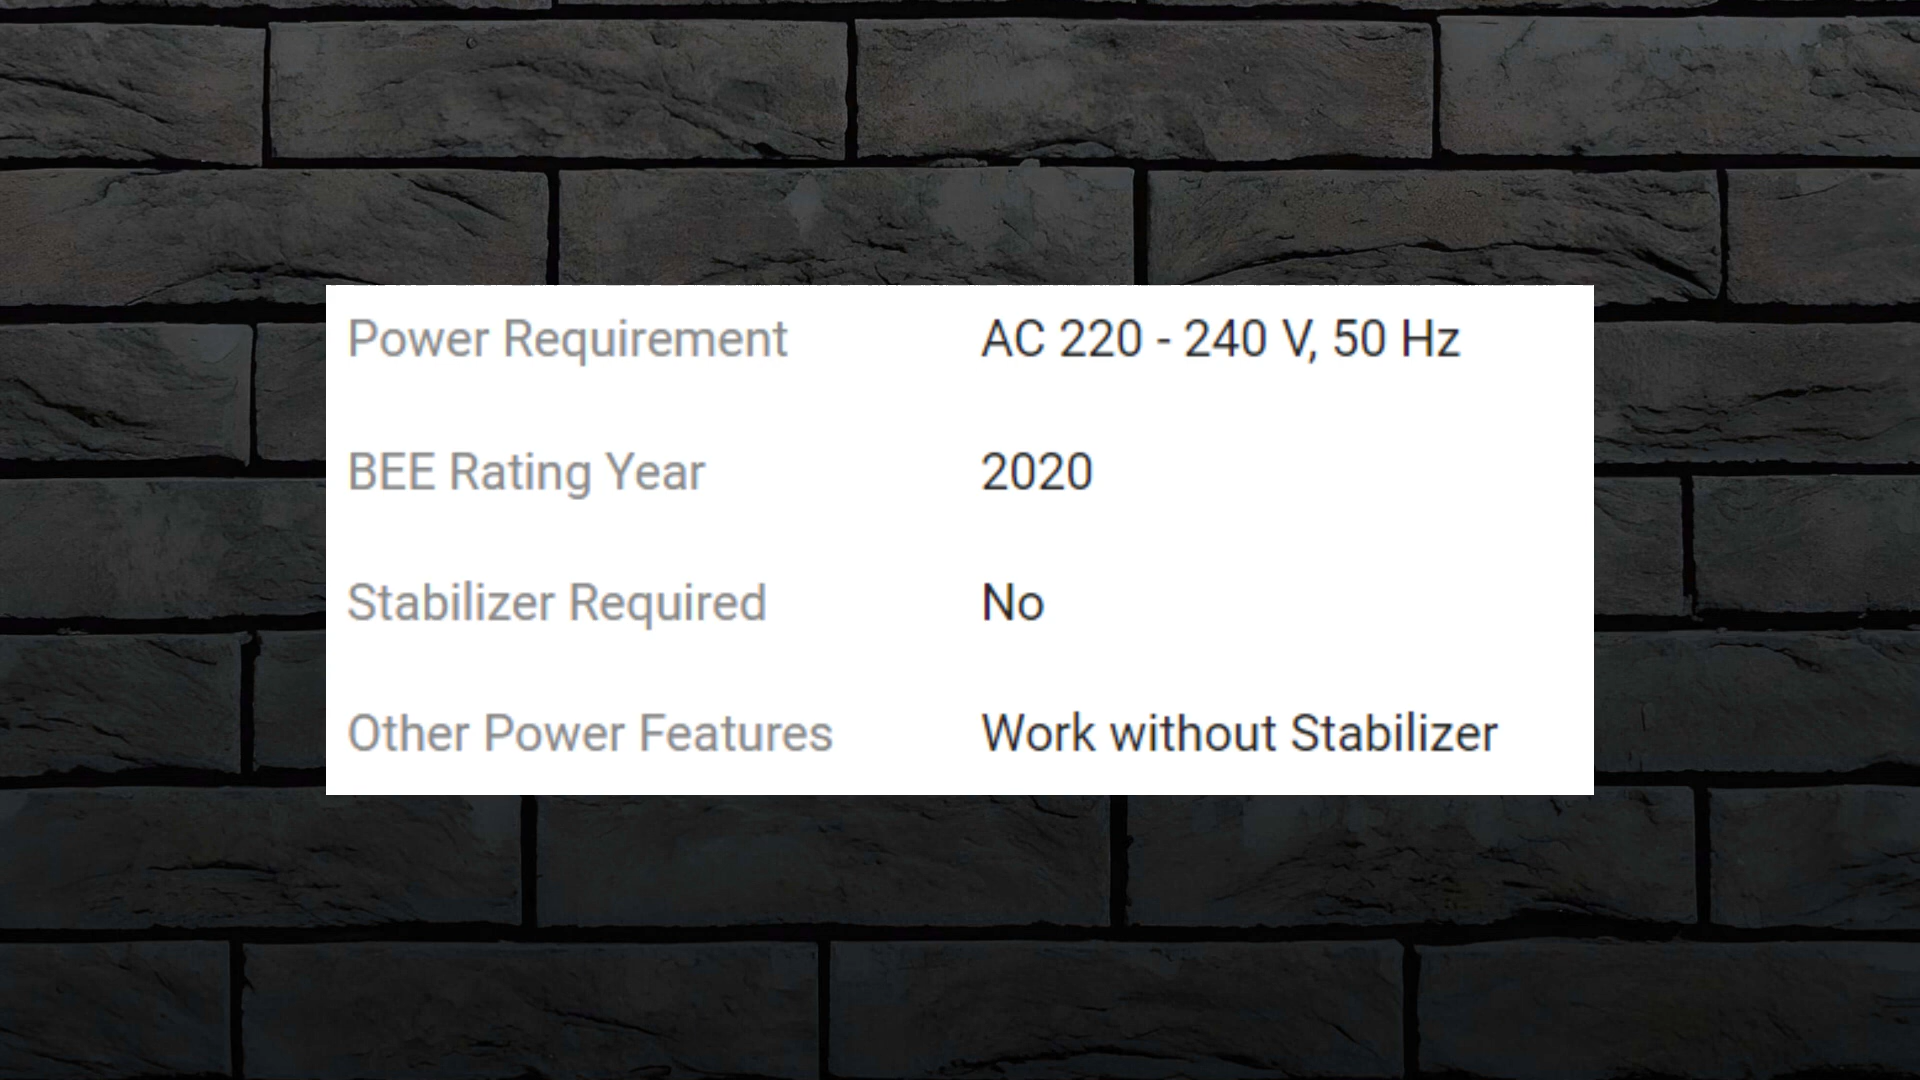 Power Requirement AC 220 - 240 V, 50 Hz
BEE Rating Year 2020
Stabilizer Required No
Other Power Features Work without Stabilizer